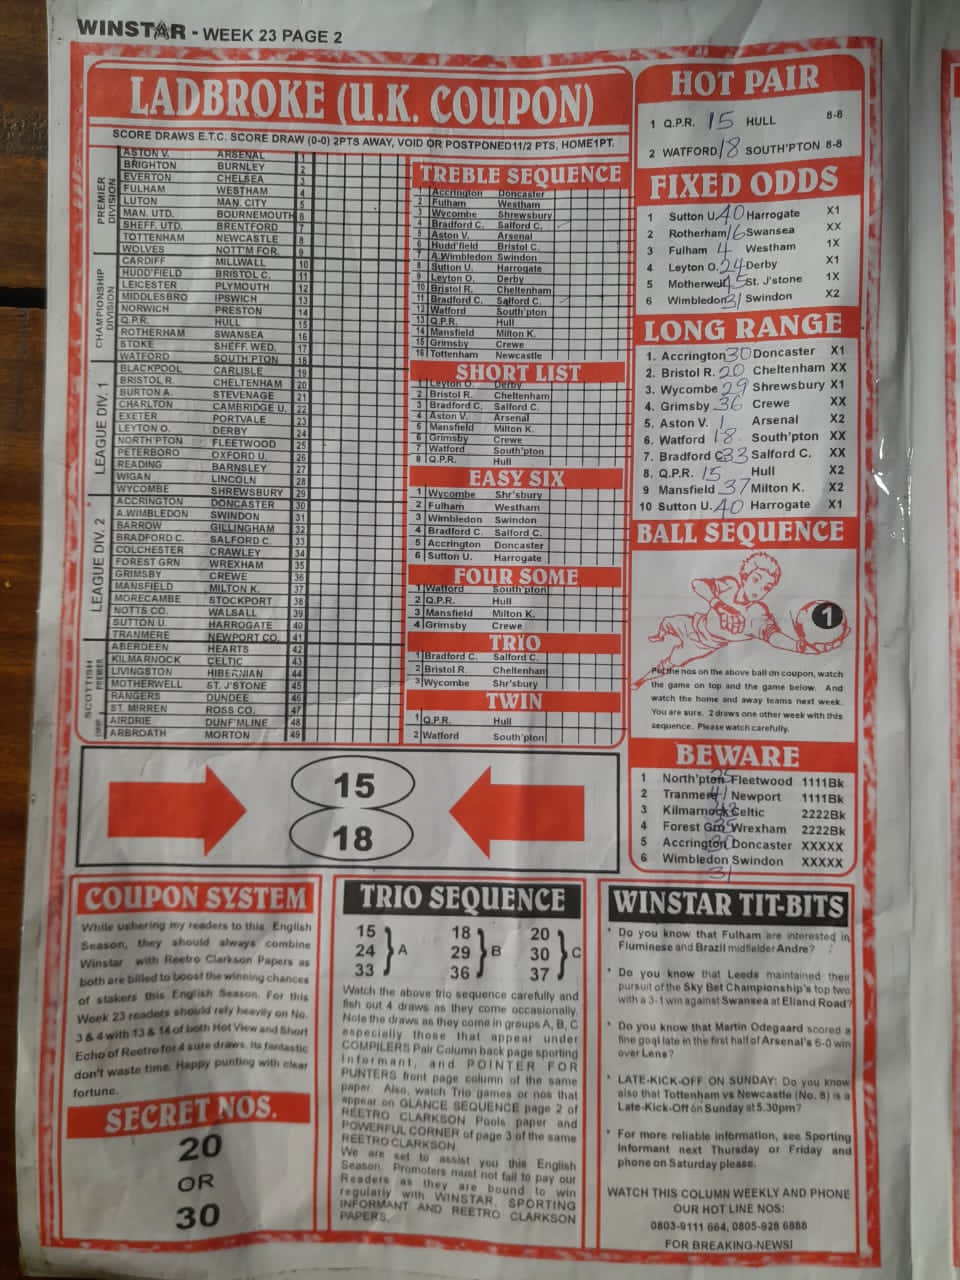 WINSTAR - WEEK 23 PAGE 2
LADBROKE (U.K. COUPON)
SCORE DRAWS E.T.C. SCORE DRAW (0-0) 2PTS AWAY, VOID OR POSTPONED11/2 PTS, HOME1PT.
PREMIER DIVISION
ASTON V. ARSENAL 1
BRIGHTON BURNLEY 2
EVERTON CHELSEA 3
FULHAM WESTHAM 4
LUTON MAN. CITY 5
MAN. UTD. BOURNEMOUTH 6
SHEFF. UTD. BRENTFORD 7
TOTTENHAM NEWCASTLE 8
WOLVES NOTT'M FOR. 9
CHAMPIONSHIP DIVISION
CARDIFF MILLWALL 10
HUDD'FIELD BRISTOL C. 11
LEICESTER PLYMOUTH 12
MIDDLESBRO IPSWICH 13
NORWICH PRESTON 14
Q.P.R. HULL 15
ROTHERHAM SWANSEA 16
STOKE SHEFF. WED. 17
WATFORD SOUTH'PTON 18
LEAGUE DIV. 1
BLACKPOOL CARLISLE 19
BRISTOL R. CHELTENHAM 20
BURTON A. STEVENAGE 21
CHARLTON CAMBRIDGE U. 22
EXETER PORTVALE 23
LEYTON O. DERBY 24
NORTH'PTON FLEETWOOD 25
PETERBORO OXFORD U. 26
READING BARNSLEY 27
WIGAN LINCOLN 28
WYCOMBE SHREWSBURY 29
LEAGUE DIV. 2
ACCRINGTON DONCASTER 30
A.WIMBLEDON SWINDON 31
BARROW GILLINGHAM 32
BRADFORD C. SALFORD C. 33
COLCHESTER CRAWLEY 34
FOREST GRN WREXHAM 35
GRIMSBY CREWE 36
MANSFIELD MILTON K. 37
MORECAMBE STOCKPORT 38
NOTTS CO. WALSALL 39
SUTTON U. HARROGATE 40
TRANMERE NEWPORT CO. 41
SCOTTISH PREMIER
ABERDEEN HEARTS 42
KILMARNOCK CELTIC 43
LIVINGSTON HIBERNIAN 44
MOTHERWELL ST. J'STONE 45
RANGERS DUNDEE 46
ST. MIRREN ROSS CO. 47
AIRDRIE DUNF'MLINE 48
ARBROATH MORTON 49
TREBLE SEQUENCE
1 Accrington Doncaster
2 Fulham Westham
3 Wycombe Shrewsbury
4 Bradford C. Salford C.
5 Aston V. Arsenal
6 Hudd'field Bristol C.
7 A.Wimbledon Swindon
8 Sutton U. Harrogate
9 Leyton O. Derby
10 Bristol R. Cheltenham
11 Bradford C. Salford C.
12 Watford South'pton
13 Q.P.R. Hull
14 Mansfield Milton K.
15 Grimsby Crewe
16 Tottenham Newcastle
SHORT LIST
1 Leyton O. Derby
2 Bristol R. Cheltenham
3 Bradford C. Salford C.
4 Aston V. Arsenal
5 Mansfield Milton K.
6 Grimsby Crewe
7 Watford South'pton
8 Q.P.R. Hull
EASY SIX
1 Wycombe Shr'sbury
2 Fulham Westham
3 Wimbledon Swindon
4 Bradford C. Salford C.
5 Accrington Doncaster
6 Sutton U. Harrogate
FOUR SOME
1 Watford South'pton
2 Q.P.R. Hull
3 Mansfield Milton K.
4 Grimsby Crewe
TRIO
1 Bradford C. Salford C.
2 Bristol R. Cheltenham
3 Wycombe Shr'sbury
TWIN
1 Q.P.R. Hull
2 Watford South'pton
HOT PAIR
1 Q.P.R. 15 HULL 8-8
2 WATFORD 18 SOUTH'PTON 8-8
FIXED ODDS
1 Sutton U. 40 Harrogate X1
2 Rotherham 16 Swansea XX
3 Fulham 4 Westham 1X
4 Leyton O. 24 Derby X1
5 Motherwell 45 St. J'stone 1X
6 Wimbledon 31 Swindon X2
LONG RANGE
1. Accrington 30 Doncaster X1
2. Bristol R. 20 Cheltenham XX
3. Wycombe 29 Shrewsbury X1
4. Grimsby 36 Crewe XX
5. Aston V. 1 Arsenal X2
6. Watford 18 South'pton XX
7. Bradford C. 33 Salford C. XX
8. Q.P.R. 15 Hull X2
9 Mansfield 37 Milton K. X2
10 Sutton U. 40 Harrogate X1
BALL SEQUENCE
1
Put the nos on the above ball on coupon, watch
the game on top and the game below. And
watch the home and away teams next week.
You are sure. 2 draws one other week with this
sequence. Please watch carefully.
BEWARE
1 North'pton 25 Fleetwood 1111Bk
2 Tranmere 41 Newport 1111Bk
3 Kilmarnock 43 Celtic 2222Bk
4 Forest Grn 35 Wrexham 2222Bk
5 Accrington 30 Doncaster XXXXX
6 Wimbledon Swindon XXXXX
31
15
18
COUPON SYSTEM
While ushering my readers to this English
Season, they should always combine
Winstar with Reetro Clarkson Papers as
both are billed to boost the winning chances
of stakers this English Season. For this
Week 23 readers should rely heavily on No.
3 & 4 with 13 & 14 of both Hot View and Short
Echo of Reetro for 4 sure draws. Its fantastic
don't waste time. Happy punting with clear
fortune.
SECRET NOS.
20
OR
30
TRIO SEQUENCE
15 18 20
24 A 29 B 30 C
33 36 37
Watch the above trio sequence carefully and
fish out 4 draws as they come occasionally.
Note the draws as they come in groups A, B, C
especially those that appear under
COMPILERS Pair Column back page sporting
Informant, and POINTER FOR
PUNTERS front page column of the same
paper. Also, watch Trio games or nos that
appear on GLANCE SEQUENCE page 2 of
REETRO CLARKSON Pools paper and
POWERFUL CORNER of page 3 of the same
REETRO CLARKSON.
We are set to assist you this English
Season. Promoters must not fail to pay our
Readers as they are bound to win
regularly with WINSTAR, SPORTING
INFORMANT AND REETRO CLARKSON
PAPERS.
WINSTAR TIT-BITS
* Do you know that Fulham are interested in
Fluminese and Brazil midfielder Andre?
* Do you know that Leeds maintained their
pursuit of the Sky Bet Championship's top two
with a 3-1 win against Swansea at Elland Road?
* Do you know that Martin Odegaard scored a
fine goal late in the first half of Arsenal's 6-0 win
over Lens?
* LATE-KICK-OFF ON SUNDAY: Do you know
also that Tottenham vs Newcastle (No. 8) is a
Late-Kick-Off on Sunday at 5.30pm?
* For more reliable information, see Sporting
Informant next Thursday or Friday and
phone on Saturday please.
WATCH THIS COLUMN WEEKLY AND PHONE
OUR HOT LINE NOS:
0803-9111 664, 0805-928 6888
FOR BREAKING-NEWS!